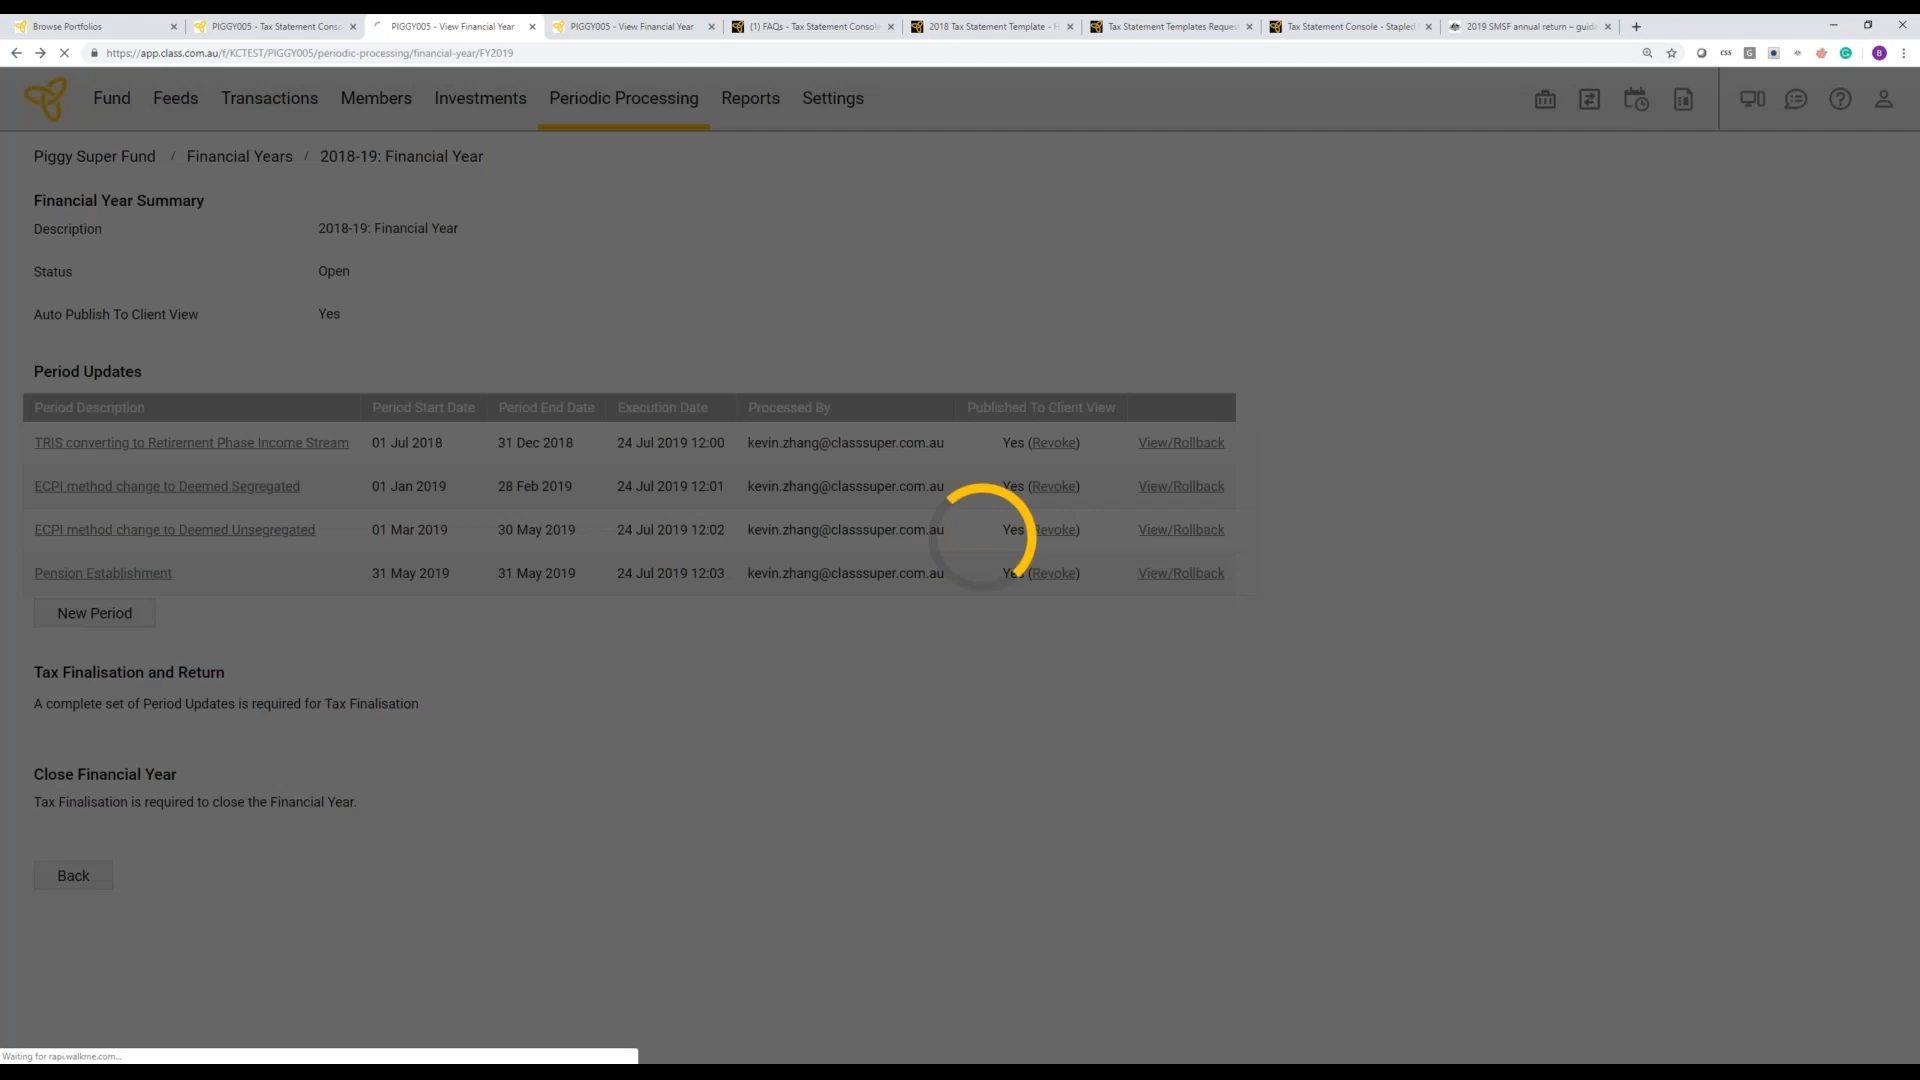 Browse Portfolios
PIGGY005 - Tax Statement Conso
PIGGY005 - View Financial Year
PIGGY005 - View Financial Year
(1) FAQs - Tax Statement Console
2018 Tax Statement Template - H
Tax Statement Templates Reques
Tax Statement Console - Stapled
2019 SMSF annual return – guid
https://app.class.com.au/f/KCTEST/PIGGY005/periodic-processing/financial-year/FY2019
css
B
Fund Feeds Transactions Members Investments Periodic Processing Reports Settings
Piggy Super Fund / Financial Years / 2018-19: Financial Year
Financial Year Summary
Description 2018-19: Financial Year
Status Open
Auto Publish To Client View Yes
Period Updates
Period Description Period Start Date Period End Date Execution Date Processed By Published To Client View
TRIS converting to Retirement Phase Income Stream 01 Jul 2018 31 Dec 2018 24 Jul 2019 12:00 kevin.zhang@classsuper.com.au Yes (Revoke) View/Rollback
ECPI method change to Deemed Segregated 01 Jan 2019 28 Feb 2019 24 Jul 2019 12:01 kevin.zhang@classsuper.com.au Yes (Revoke) View/Rollback
ECPI method change to Deemed Unsegregated 01 Mar 2019 30 May 2019 24 Jul 2019 12:02 kevin.zhang@classsuper.com.au Yes (Revoke) View/Rollback
Pension Establishment 31 May 2019 31 May 2019 24 Jul 2019 12:03 kevin.zhang@classsuper.com.au Yes (Revoke) View/Rollback
New Period
Tax Finalisation and Return
A complete set of Period Updates is required for Tax Finalisation
Close Financial Year
Tax Finalisation is required to close the Financial Year.
Back
Waiting for rapi.walkme.com...